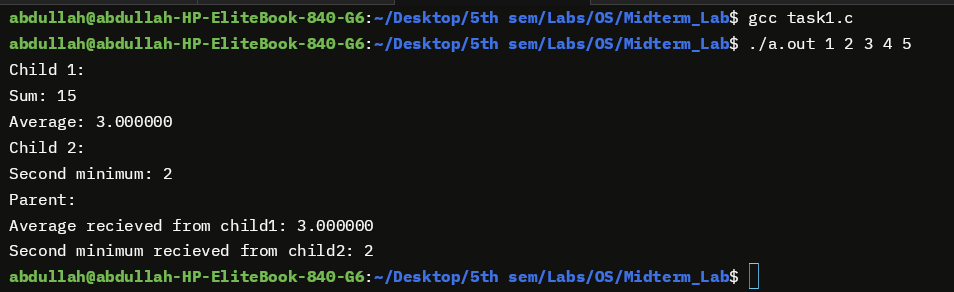 abdullah@abdullah-HP-EliteBook-840-G6:~/Desktop/5th sem/Labs/OS/Midterm_Lab$ gcc task1.c
abdullah@abdullah-HP-EliteBook-840-G6:~/Desktop/5th sem/Labs/OS/Midterm_Lab$ ./a.out 1 2 3 4 5
Child 1:
Sum: 15
Average: 3.000000
Child 2:
Second minimum: 2
Parent:
Average recieved from child1: 3.000000
Second minimum recieved from child2: 2
abdullah@abdullah-HP-EliteBook-840-G6:~/Desktop/5th sem/Labs/OS/Midterm_Lab$